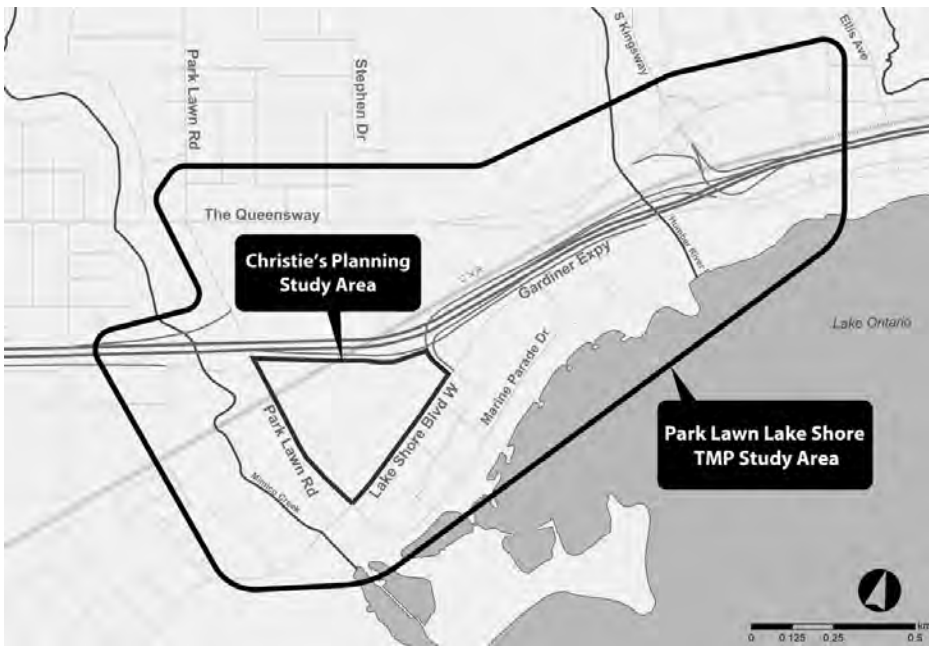 S Kingsway
Ellis Ave
Park Lawn Rd
Stephen Dr
The Queensway
Christie's Planning
Study Area
Gardiner Expy
Humber River
Lake Ontario
Marine Parade Dr
Park Lawn Rd
Lake Shore Blvd W
Park Lawn Lake Shore
TMP Study Area
Mimico Creek
km
0 0.125 0.25 0.5